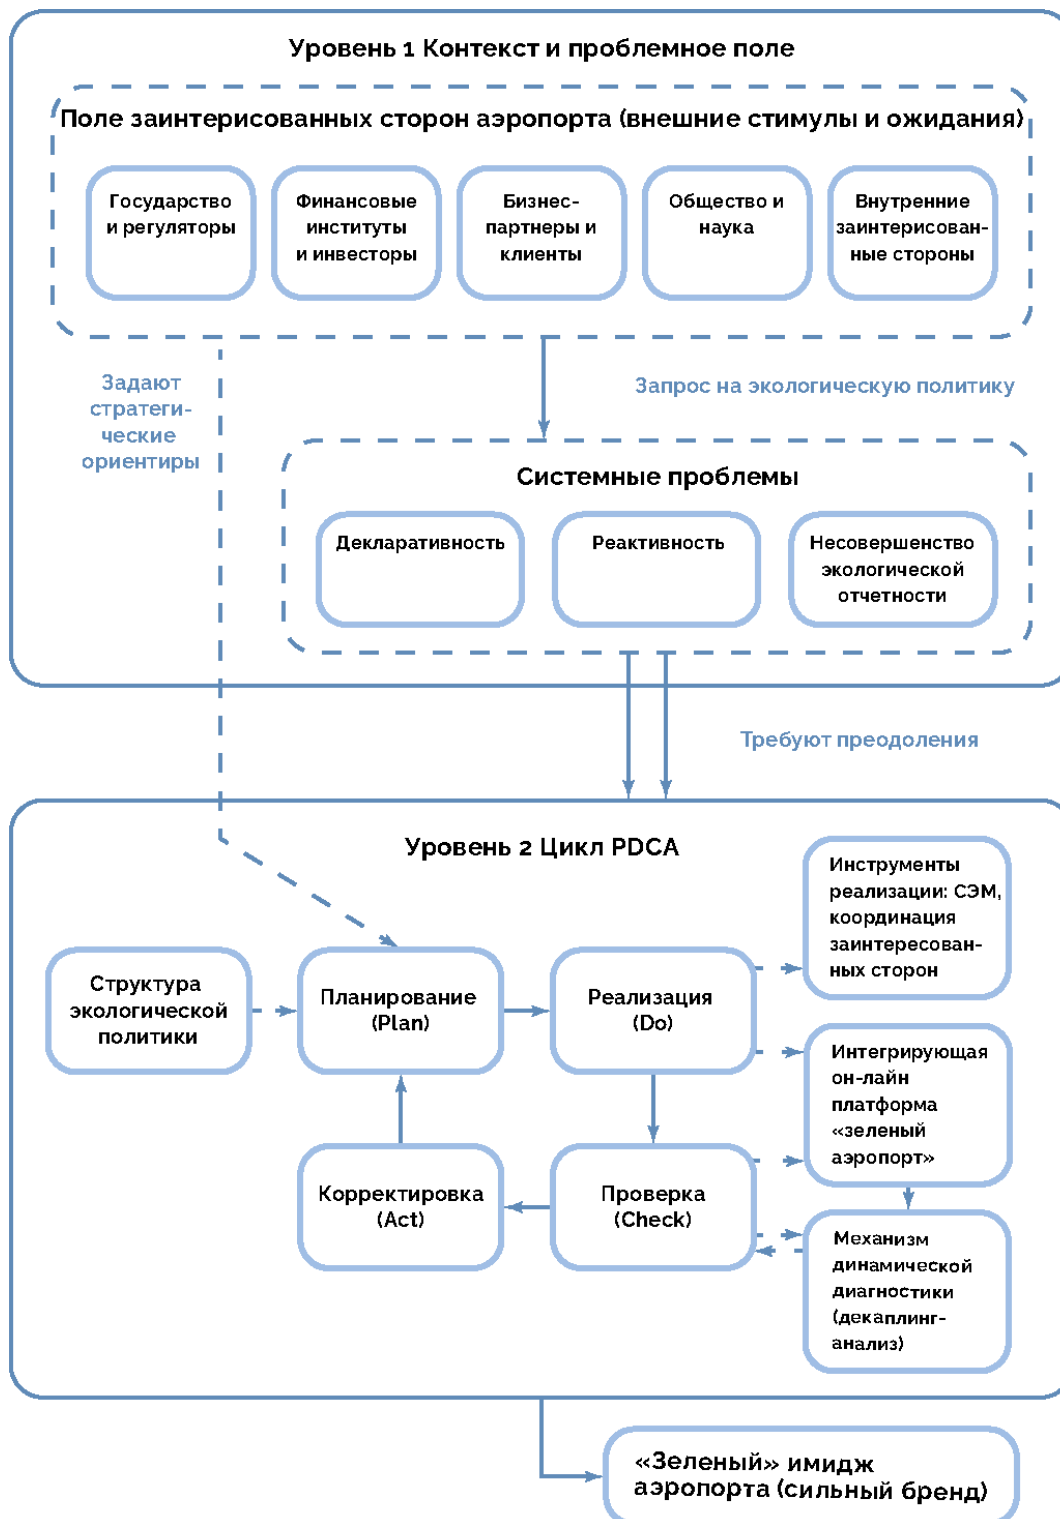 Уровень 1 Контекст и проблемное поле
Поле заинтерисованных сторон аэропорта (внешние стимулы и ожидания)
Государство
и регуляторы
Финансовые
институты
и инвесторы
Бизнес-
партнеры и
клиенты
Общество и
наука
Внутренние
заинтерисован-
ные стороны
Задают
стратеги-
ческие
ориентиры
Запрос на экологическую политику
Системные проблемы
Декларативность
Реактивность
Несовершенство
экологической
отчетности
Требуют преодоления
Уровень 2 Цикл PDCA
Структура
экологической
политики
Планирование
(Plan)
Реализация
(Do)
Инструменты
реализации: СЭМ,
координация
заинтересован-
ных сторон
Интегрирующая
он-лайн
платформа
«зеленый
аэропорт»
Корректировка
(Act)
Проверка
(Check)
Механизм
динамической
диагностики
(декаплинг-
анализ)
«Зеленый» имидж
аэропорта (сильный бренд)